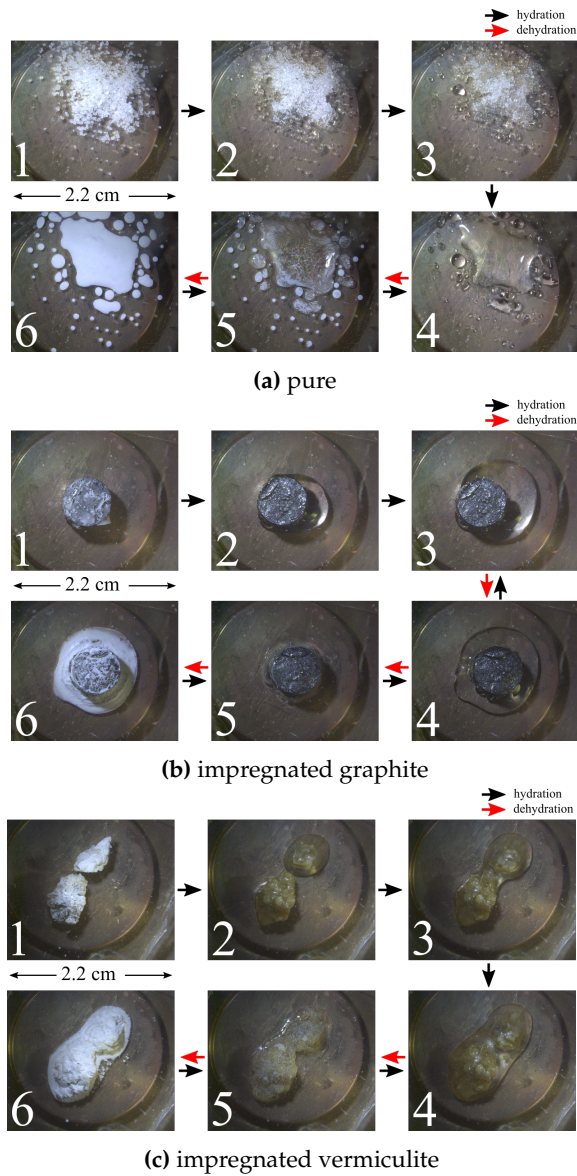 hydration
dehydration
1 2 3
2.2 cm
6 5 4
(a) pure
hydration
dehydration
1 2 3
2.2 cm
6 5 4
(b) impregnated graphite
hydration
dehydration
1 2 3
2.2 cm
6 5 4
(c) impregnated vermiculite